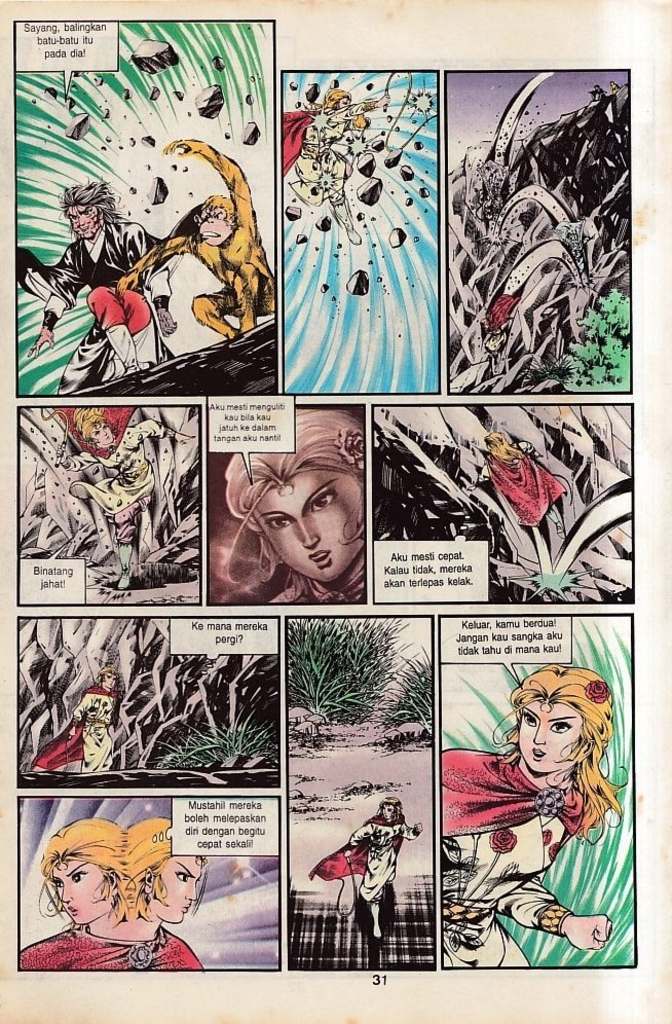 Sayang, balingkan
batu-batu itu
pada dia!
Binatang
jahat!
Aku mesti menguliti
kau bila kau
jatuh ke dalam
tangan aku nanti!
Aku mesti cepat.
Kalau tidak, mereka
akan terlepas kelak.
Ke mana mereka
pergi?
Mustahil mereka
boleh melepaskan
diri dengan begitu
cepat sekali!
Keluar, kamu berdua!
Jangan kau sangka aku
tidak tahu di mana kau!
31